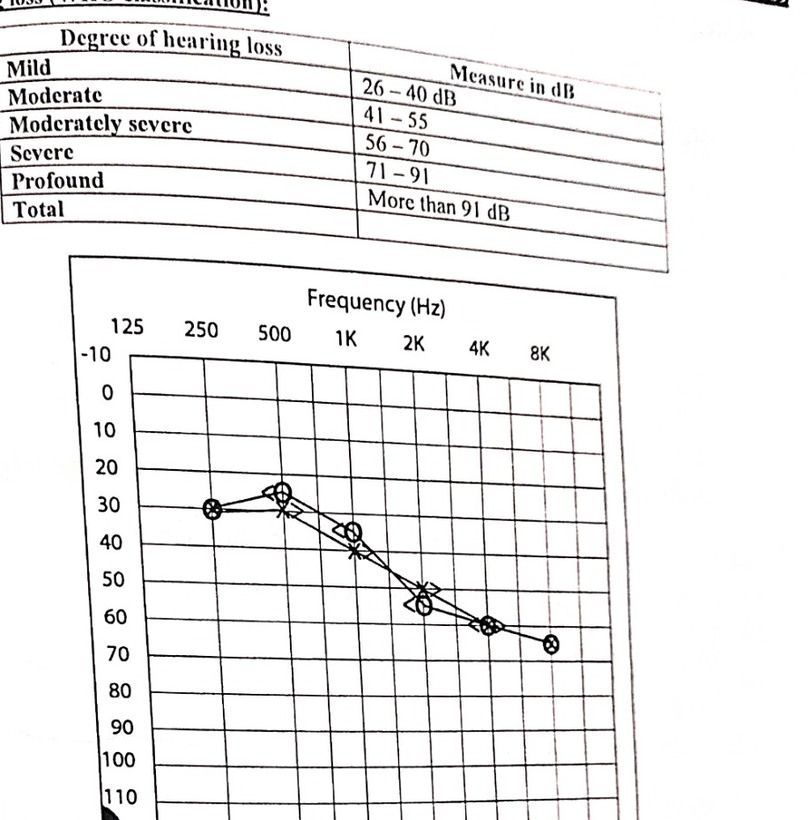 Degree of hearing loss Measure in dB
Mild 26 – 40 dB
Moderate 41 – 55
Moderately severe 56 – 70
Severe 71 – 91
Profound More than 91 dB
Total
Frequency (Hz)
125 250 500 1K 2K 4K 8K
-10
0
10
20
30
40
50
60
70
80
90
100
110